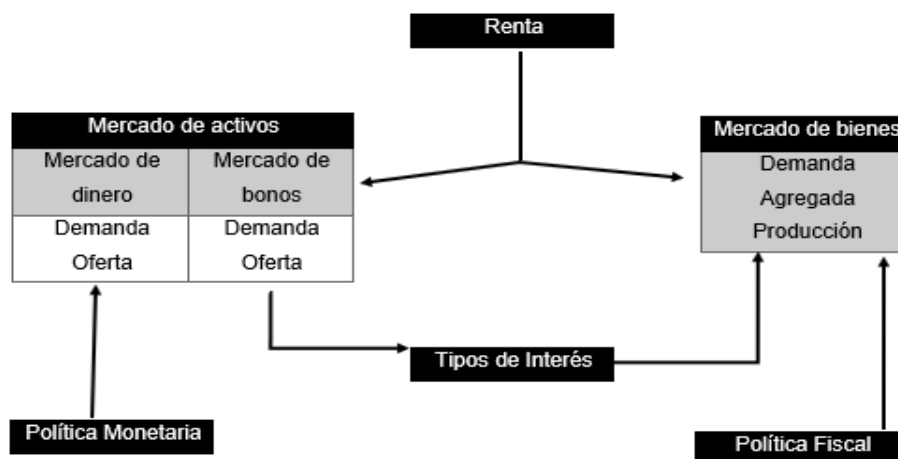 Renta
Mercado de activos
Mercado de dinero
Mercado de bonos
Demanda
Oferta
Demanda
Oferta
Mercado de bienes
Demanda
Agregada
Producción
Tipos de Interés
Política Monetaria
Política Fiscal